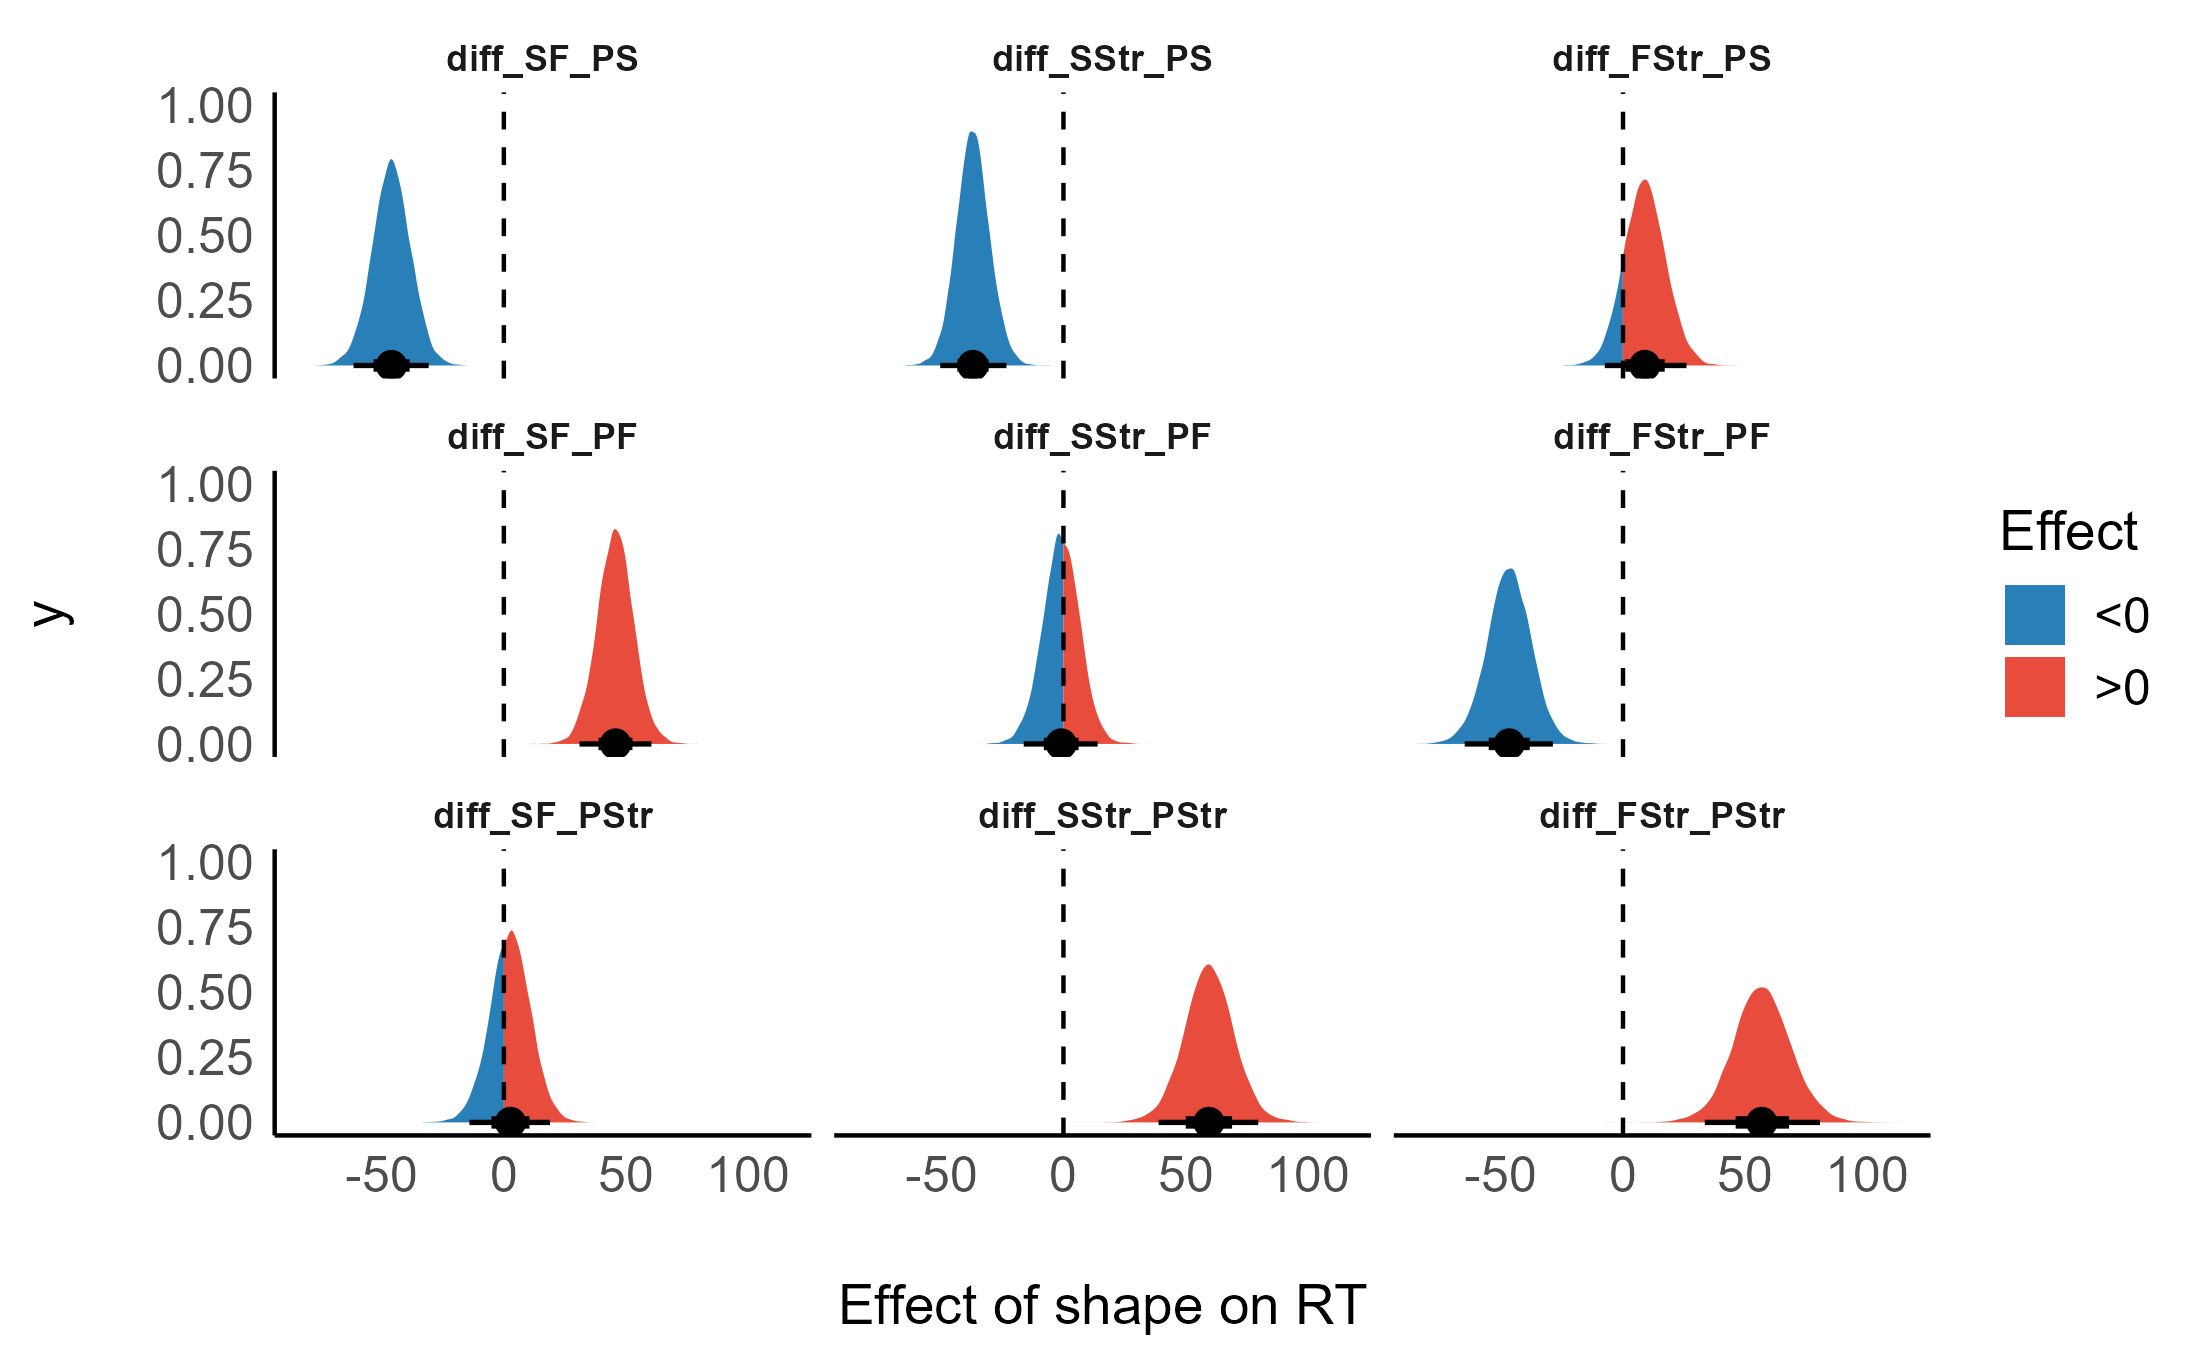 diff_SF_PS diff_SStr_PS diff_FStr_PS
1.00
0.75
0.50
0.25
0.00
diff_SF_PF diff_SStr_PF diff_FStr_PF
1.00
0.75
0.50
0.25
0.00
diff_SF_PStr diff_SStr_PStr diff_FStr_PStr
1.00
0.75
0.50
0.25
0.00
-50 0 50 100 -50 0 50 100 -50 0 50 100
Effect of shape on RT
y
Effect
<0
>0